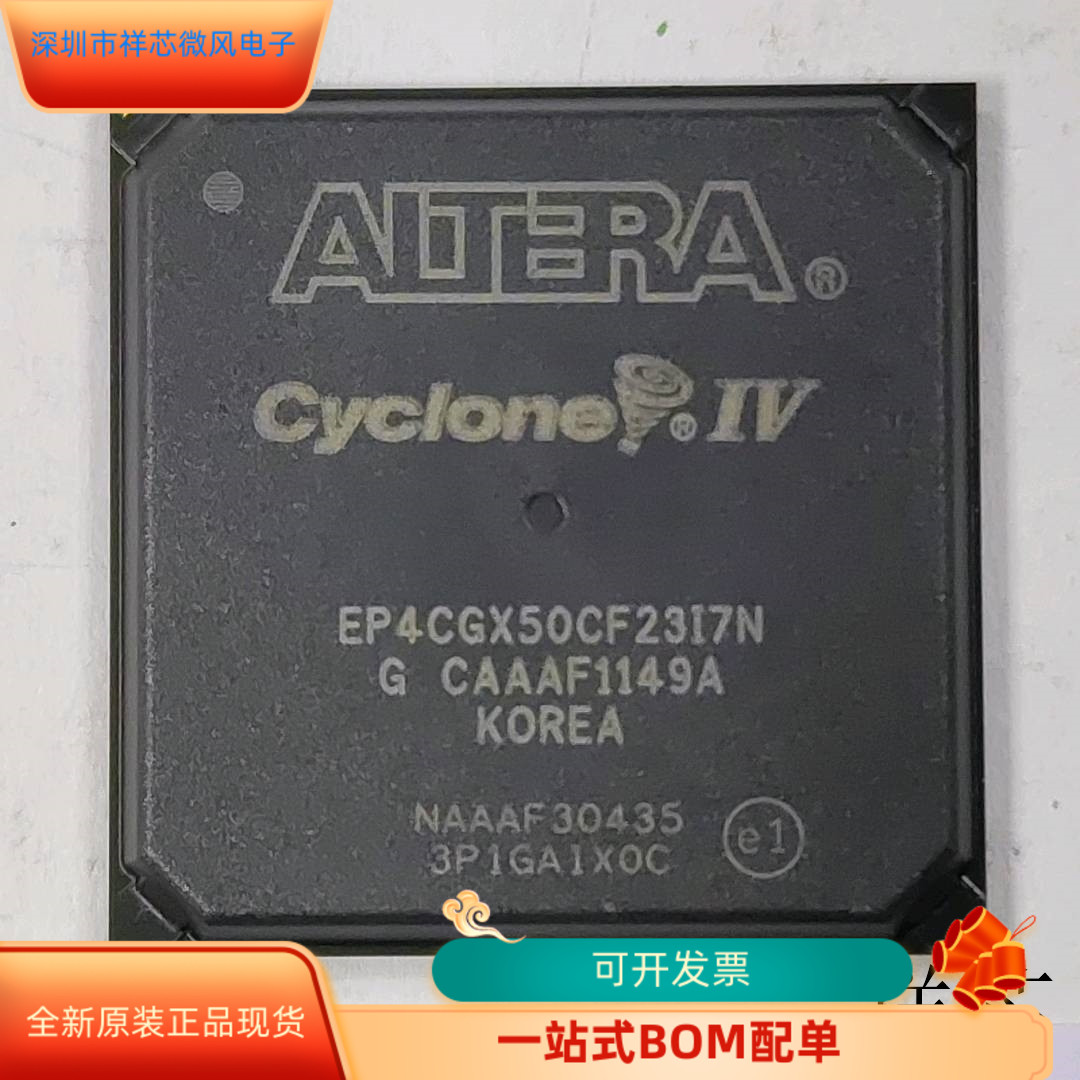 深圳市祥芯微风电子
ALTERA®
Cyclone® IV
EP4CGX50CF23I7N
G CAAAF1149A
KOREA
NAAAF30435
3P1GA1X0C
e1
可开发票
全新原装正品现货
一站式BOM配单